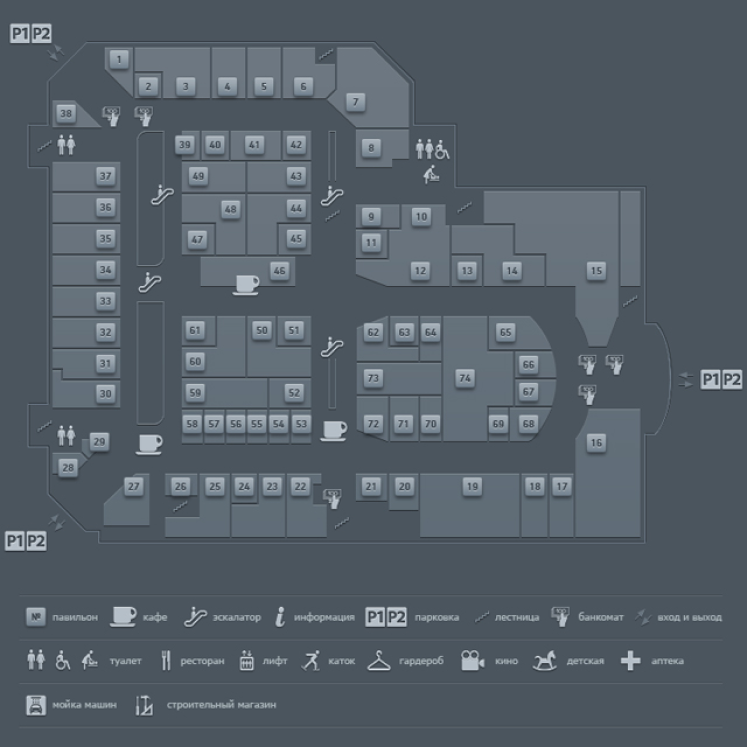 P1 P2
1
2 3 4 5 6
7
38
39 40 41 42
8
37 49 43
36 48 44 9 10
35 47 45 11
34 46 12 13 14 15
33
32 61 50 51 62 63 64 65
31 60 66
P1 P2
30 59 52 73 74 67
58 57 56 55 54 53 72 71 70 69 68
29 16
28
27 26 25 24 23 22 21 20 19 18 17
P1 P2
№ павильон кафе эскалатор информация P1 P2 парковка лестница банкомат вход и выход
туалет ресторан лифт каток гардероб кино детская аптека
мойка машин строительный магазин